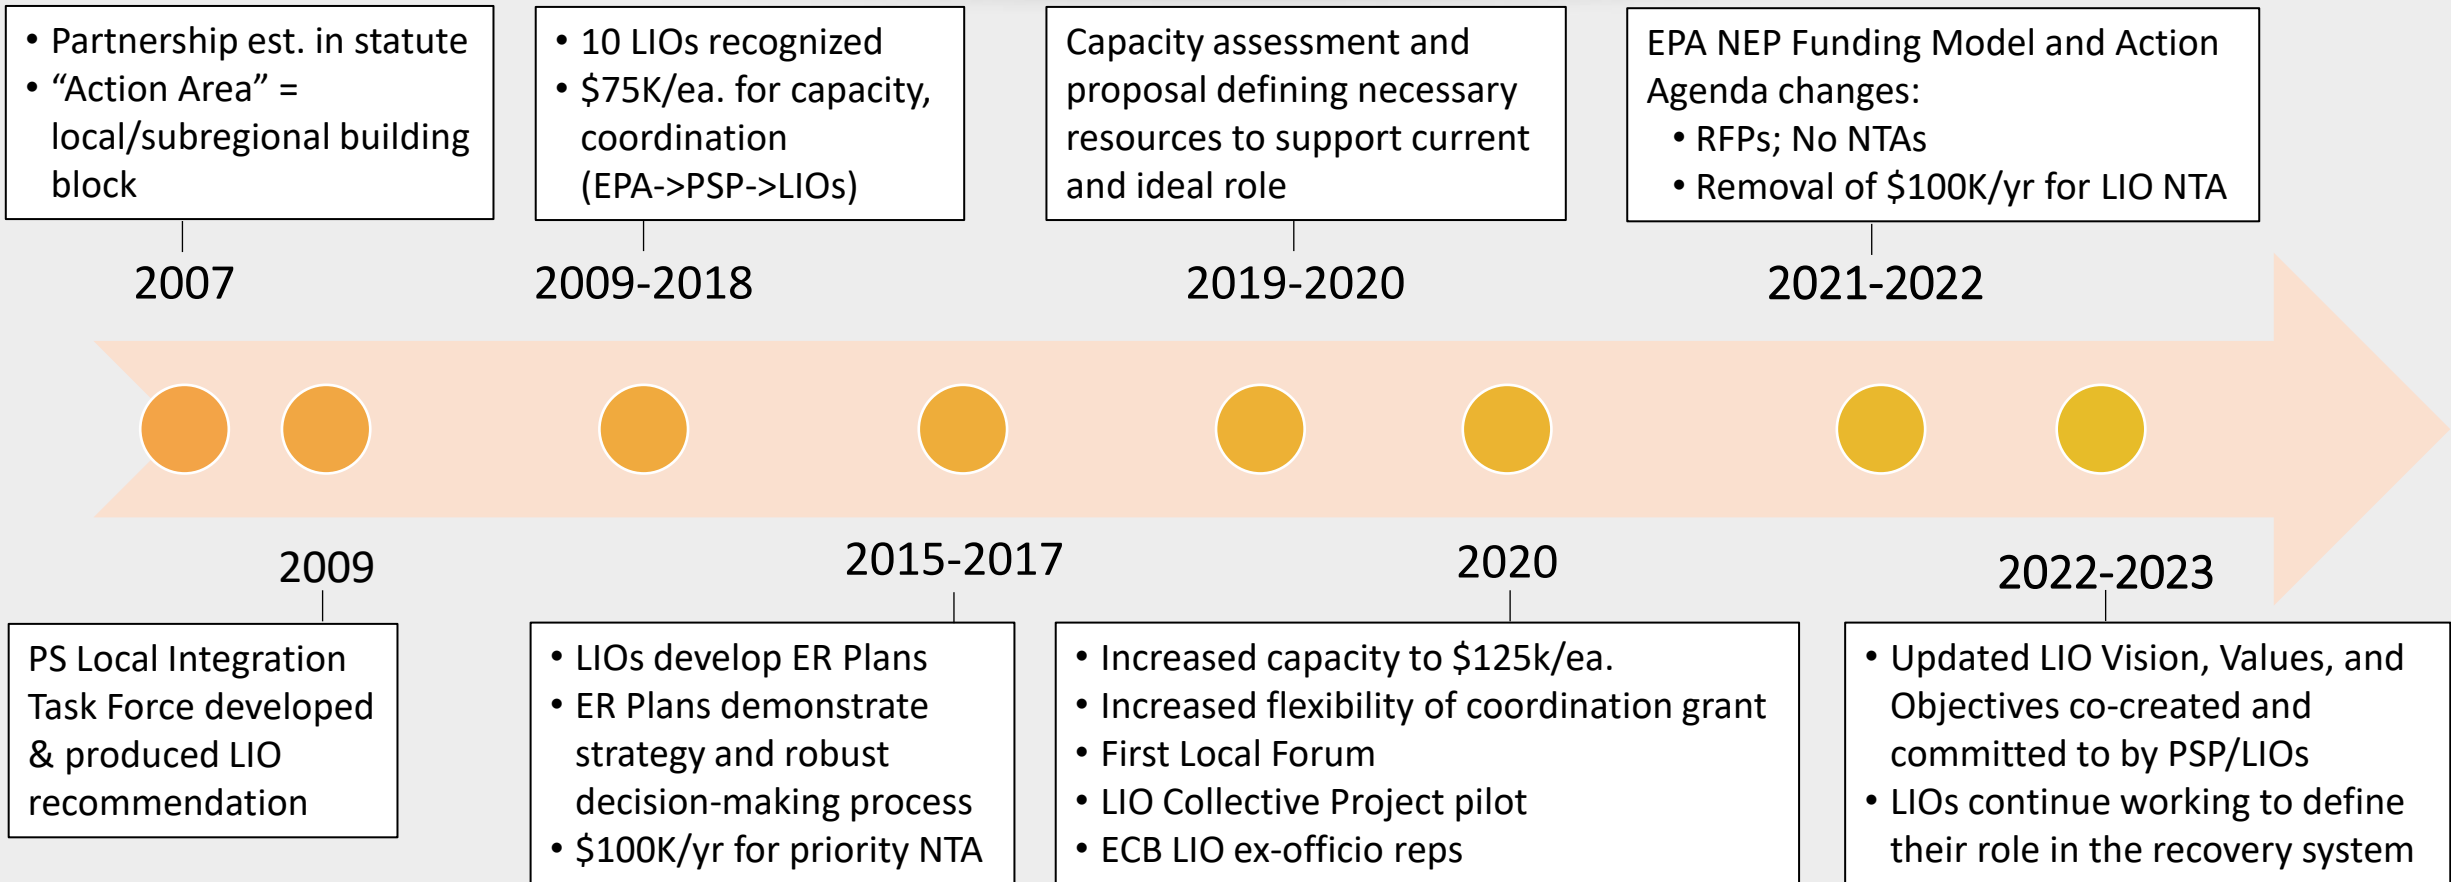 • Partnership est. in statute
• “Action Area” =
local/subregional building
block
• 10 LIOs recognized
• $75K/ea. for capacity,
coordination
(EPA->PSP->LIOs)
Capacity assessment and
proposal defining necessary
resources to support current
and ideal role
EPA NEP Funding Model and Action
Agenda changes:
• RFPs; No NTAs
• Removal of $100K/yr for LIO NTA
2007
2009-2018
2019-2020
2021-2022
2009
2015-2017
2020
2022-2023
PS Local Integration
Task Force developed
& produced LIO
recommendation
• LIOs develop ER Plans
• ER Plans demonstrate
strategy and robust
decision-making process
• $100K/yr for priority NTA
• Increased capacity to $125k/ea.
• Increased flexibility of coordination grant
• First Local Forum
• LIO Collective Project pilot
• ECB LIO ex-officio reps
• Updated LIO Vision, Values, and
Objectives co-created and
committed to by PSP/LIOs
• LIOs continue working to define
their role in the recovery system